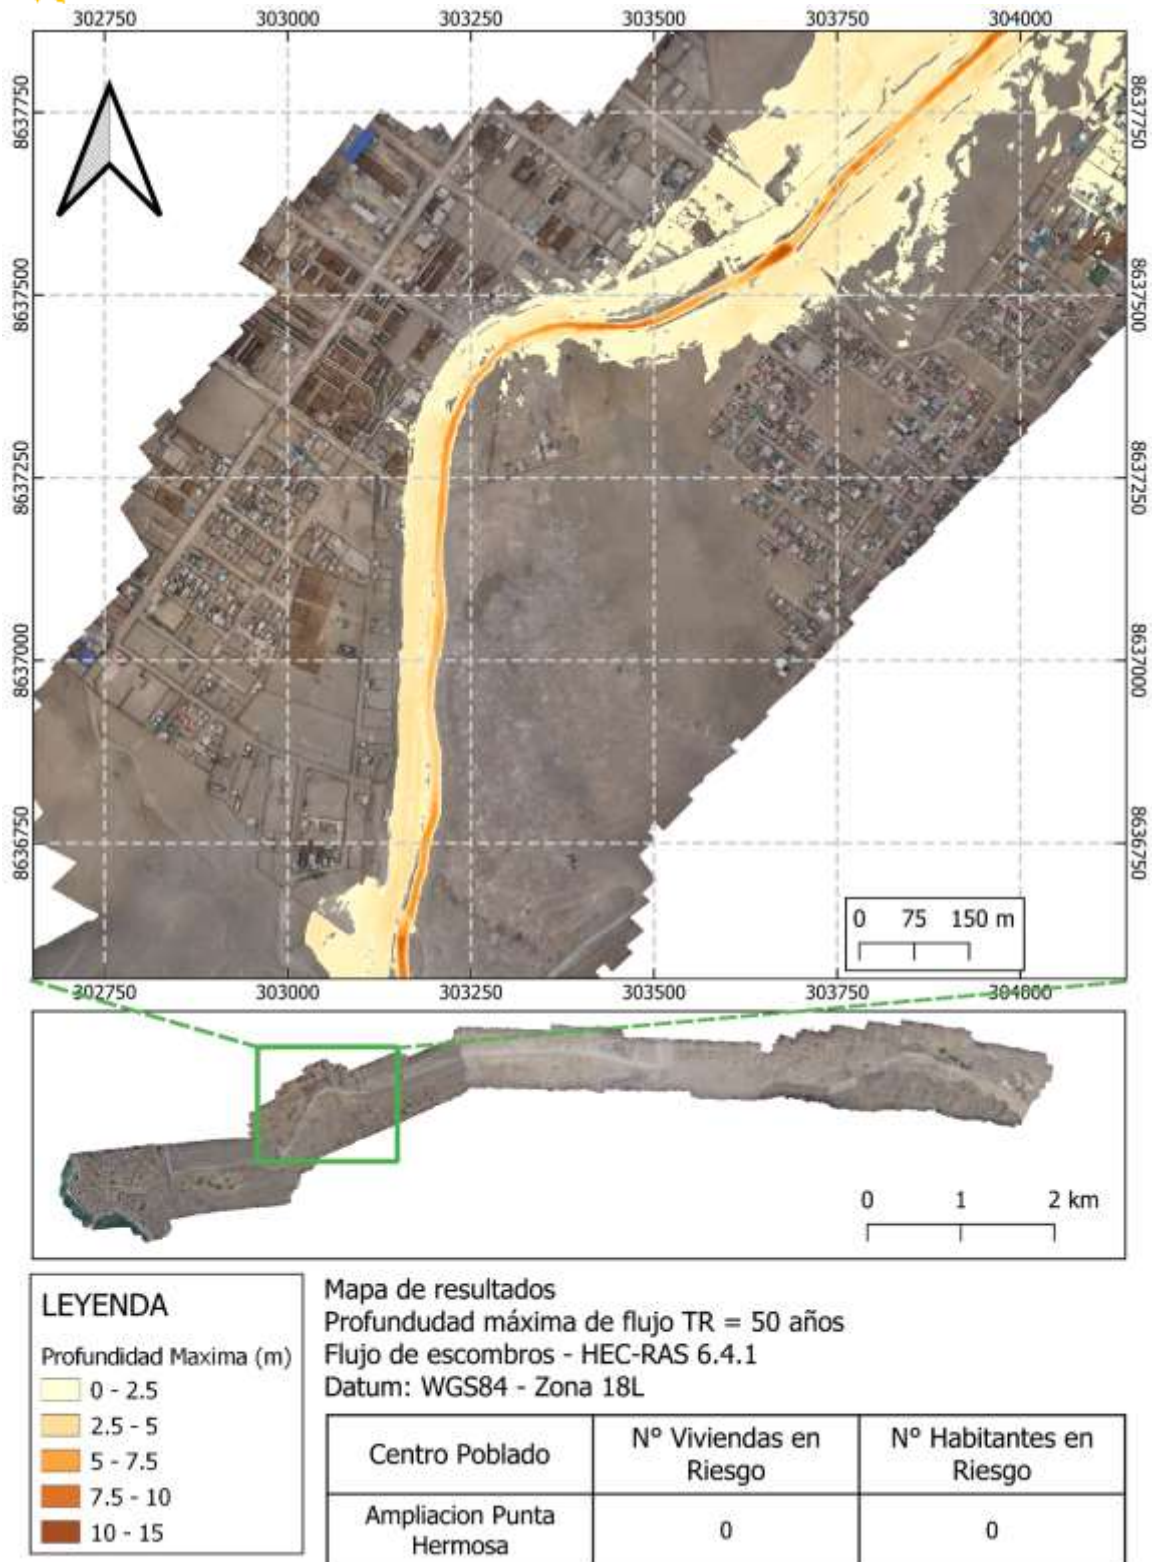 302750 303000 303250 303500 303750 304000
8637750 8637750
8637500 8637500
8637250 8637250
8637000 8637000
8636750 8636750
0 75 150 m
302750 303000 303250 303500 303750 304000
0 1 2 km
LEYENDA
Profundidad Maxima (m)
0 - 2.5
2.5 - 5
5 - 7.5
7.5 - 10
10 - 15
Mapa de resultados
Profundudad máxima de flujo TR = 50 años
Flujo de escombros - HEC-RAS 6.4.1
Datum: WGS84 - Zona 18L
Centro Poblado
N° Viviendas en
Riesgo
N° Habitantes en
Riesgo
Ampliacion Punta
Hermosa
0
0